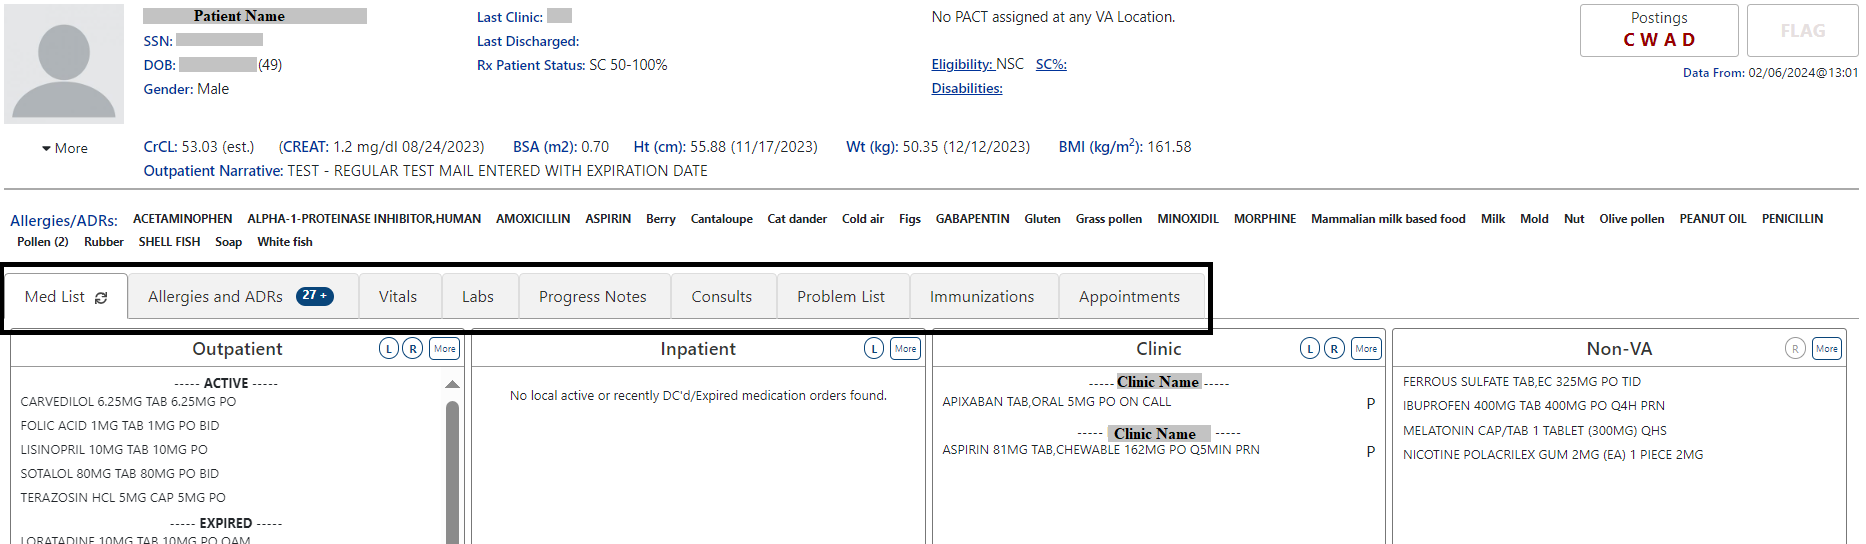 Patient Name
SSN:
DOB: (49)
Gender: Male
More
Last Clinic:
Last Discharged:
Rx Patient Status: SC 50-100%
No PACT assigned at any VA Location.
Eligibility: NSC SC%:
Disabilities:
Postings
C W A D
FLAG
Data From: 02/06/2024@13:01
CrCL: 53.03 (est.) (CREAT: 1.2 mg/dl 08/24/2023) BSA (m2): 0.70 Ht (cm): 55.88 (11/17/2023) Wt (kg): 50.35 (12/12/2023) BMI (kg/m²): 161.58
Outpatient Narrative: TEST - REGULAR TEST MAIL ENTERED WITH EXPIRATION DATE
Allergies/ADRs: ACETAMINOPHEN ALPHA-1-PROTEINASE INHIBITOR,HUMAN AMOXICILLIN ASPIRIN Berry Cantaloupe Cat dander Cold air Figs GABAPENTIN Gluten Grass pollen MINOXIDIL MORPHINE Mammalian milk based food Milk Mold Nut Olive pollen PEANUT OIL PENICILLIN
Pollen (2) Rubber SHELL FISH Soap White fish
Med List Allergies and ADRs 27 + Vitals Labs Progress Notes Consults Problem List Immunizations Appointments
Outpatient L R More
----- ACTIVE -----
CARVEDILOL 6.25MG TAB 6.25MG PO
FOLIC ACID 1MG TAB 1MG PO BID
LISINOPRIL 10MG TAB 10MG PO
SOTALOL 80MG TAB 80MG PO BID
TERAZOSIN HCL 5MG CAP 5MG PO
----- EXPIRED -----
LORATADINE 10MG TAB 10MG PO QAM
Inpatient L More
No local active or recently DC'd/Expired medication orders found.
Clinic L R More
----- Clinic Name -----
APIXABAN TAB,ORAL 5MG PO ON CALL P
----- Clinic Name -----
ASPIRIN 81MG TAB,CHEWABLE 162MG PO Q5MIN PRN P
Non-VA R More
FERROUS SULFATE TAB,EC 325MG PO TID
IBUPROFEN 400MG TAB 400MG PO Q4H PRN
MELATONIN CAP/TAB 1 TABLET (300MG) QHS
NICOTINE POLACRILEX GUM 2MG (EA) 1 PIECE 2MG